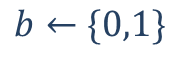 b ← {0,1}